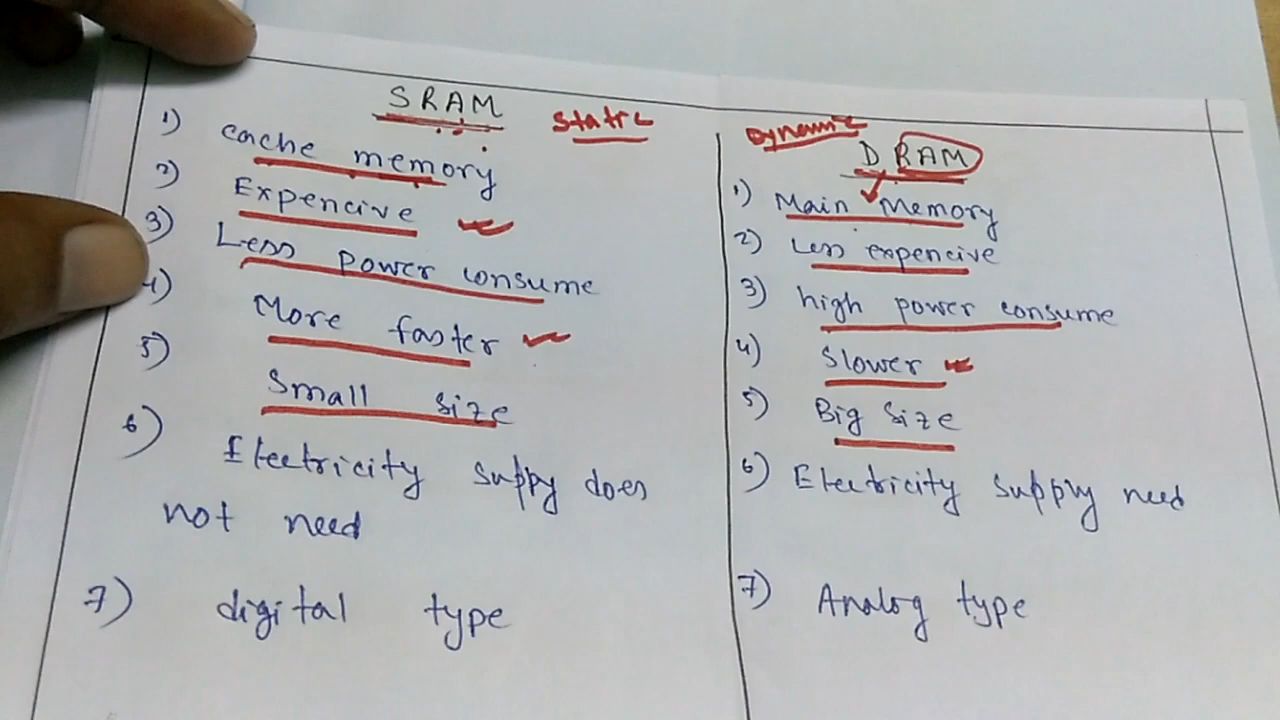 SRAM static
1) cache memory
2) Expencive
3) Less power consume
4) More faster
5) Small size
6) Electricity suppy does
not need
7) digital type
Dynamic
DRAM
1) Main Memory
2) Less expencive
3) high power consume
4) Slower
5) Big Size
6) Electricity supply need
7) Analog type